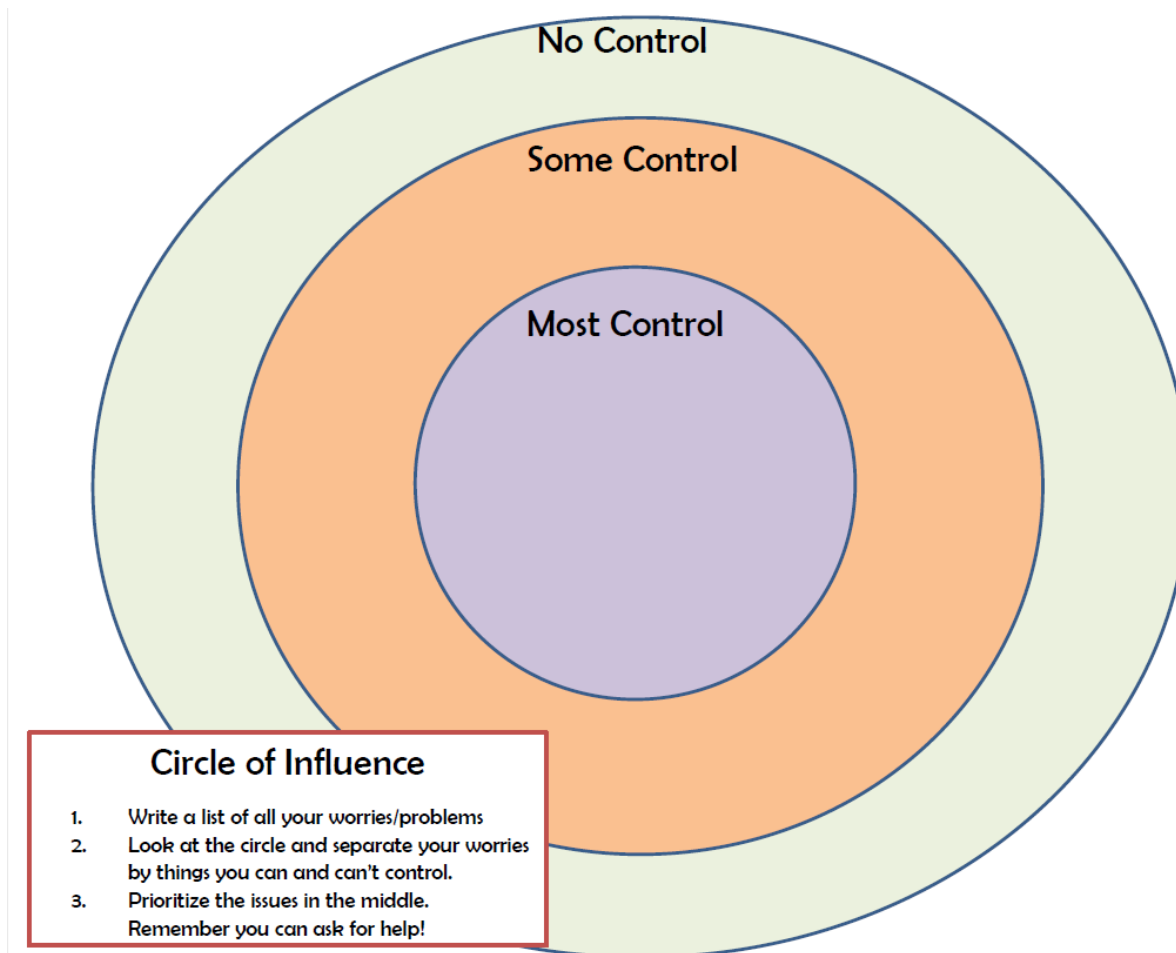 No Control
Some Control
Most Control
Circle of Influence
1. Write a list of all your worries/problems
2. Look at the circle and separate your worries
by things you can and can't control.
3. Prioritize the issues in the middle.
Remember you can ask for help!